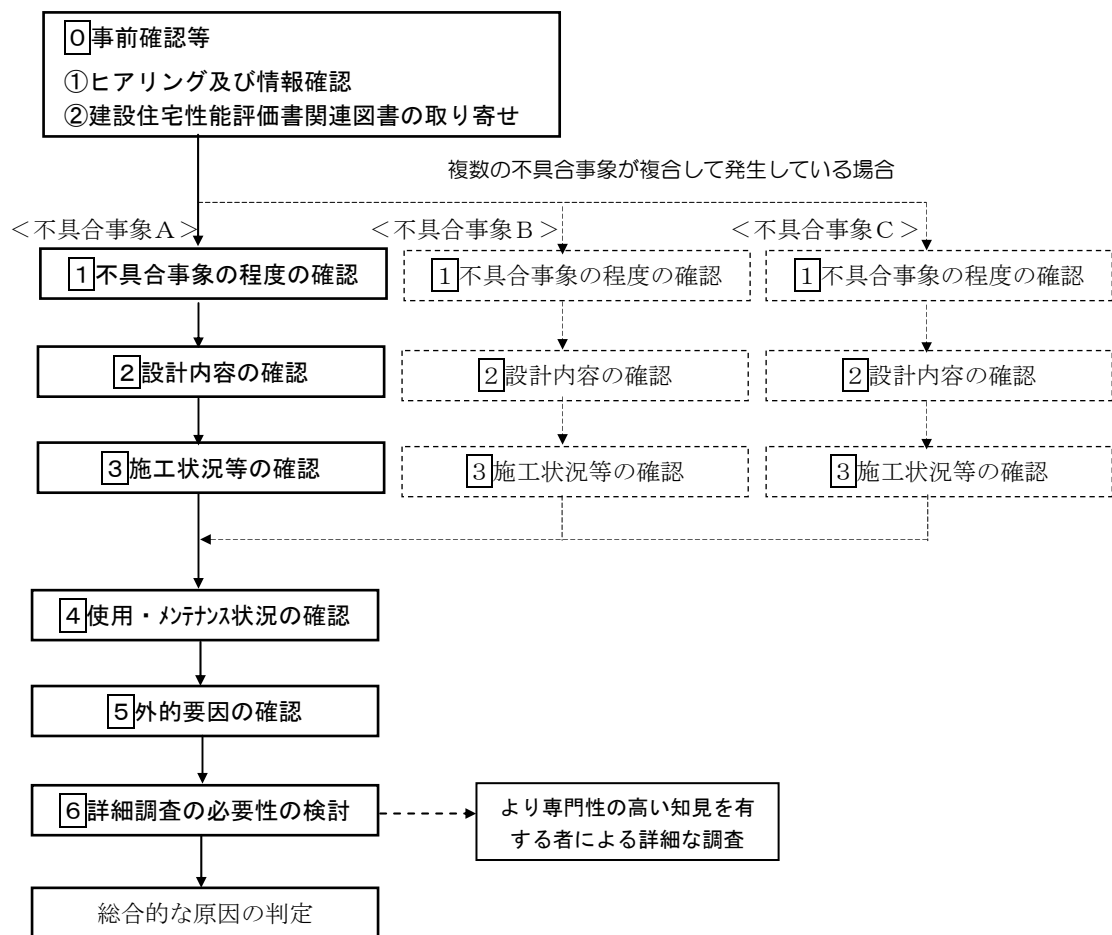 0事前確認等
①ヒアリング及び情報確認
②建設住宅性能評価書関連図書の取り寄せ
複数の不具合事象が複合して発生している場合
＜不具合事象Ａ＞
＜不具合事象Ｂ＞
＜不具合事象Ｃ＞
1不具合事象の程度の確認
1不具合事象の程度の確認
1不具合事象の程度の確認
2設計内容の確認
2設計内容の確認
2設計内容の確認
3施工状況等の確認
3施工状況等の確認
3施工状況等の確認
4使用・ﾒﾝﾃﾅﾝｽ状況の確認
5外的要因の確認
6詳細調査の必要性の検討
より専門性の高い知見を有
する者による詳細な調査
総合的な原因の判定